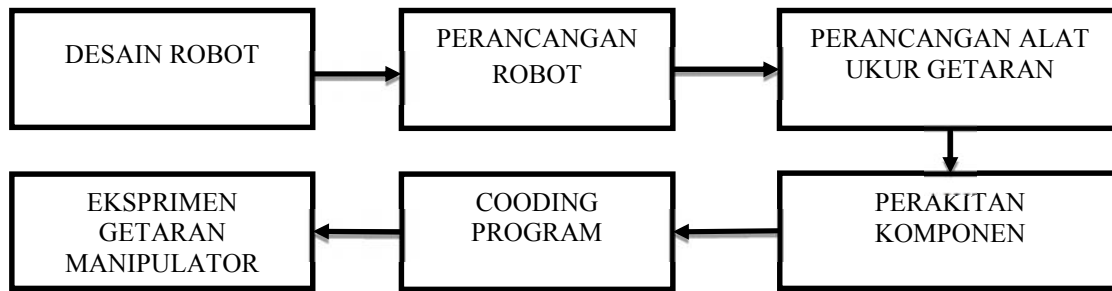 DESAIN ROBOT
PERANCANGAN
ROBOT
PERANCANGAN ALAT
UKUR GETARAN
PERAKITAN
KOMPONEN
COODING
PROGRAM
EKSPRIMEN
GETARAN
MANIPULATOR